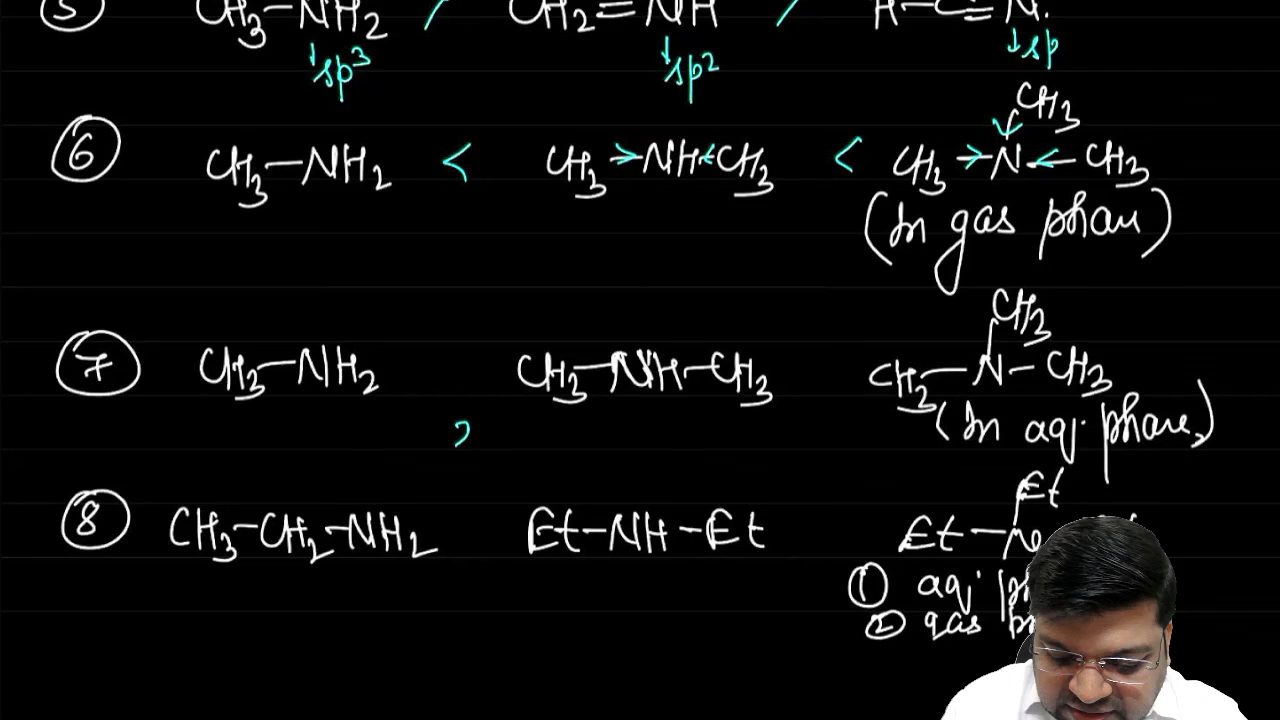 5 CH3-NH2 CH2=NH H-C≡N:
↓sp3 ↓sp2 ↓sp
CH3
6 CH3-NH2 < CH3 NH CH3 < CH3 N CH3
(In gas phase)
CH3
7 CH3-NH2 CH3-NH-CH3 CH3-N-CH3
(In aq. phase)
Et
8 CH3-CH2-NH2 Et-NH-Et Et-N
① aq.
② gas